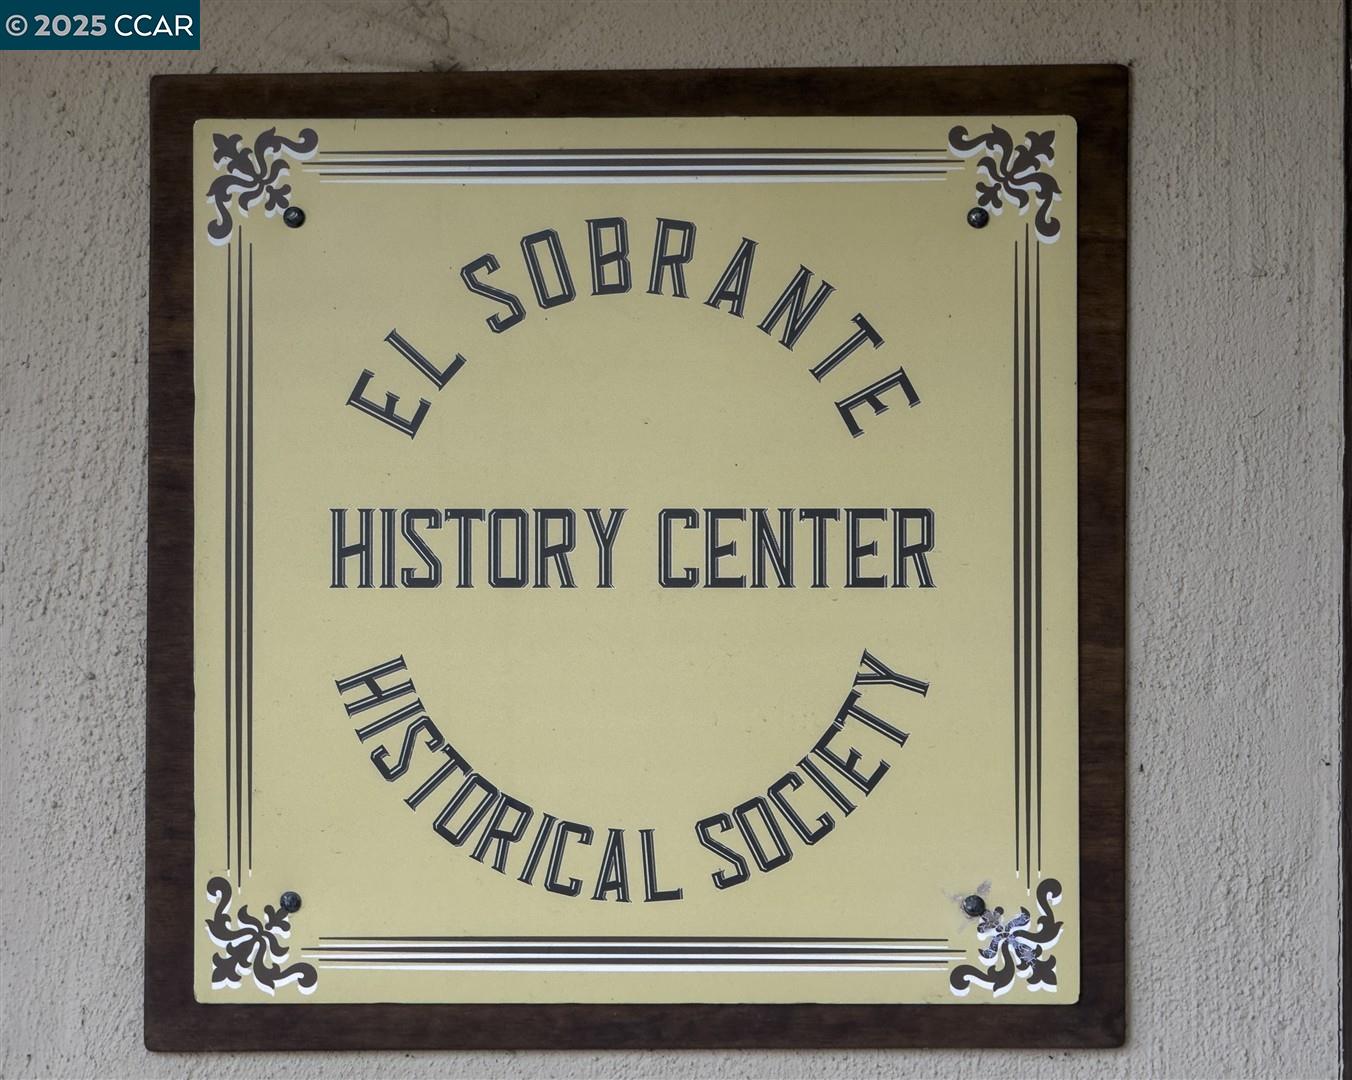 © 2025 CCAR
EL SOBRANTE
HISTORY CENTER
HISTORICAL SOCIETY